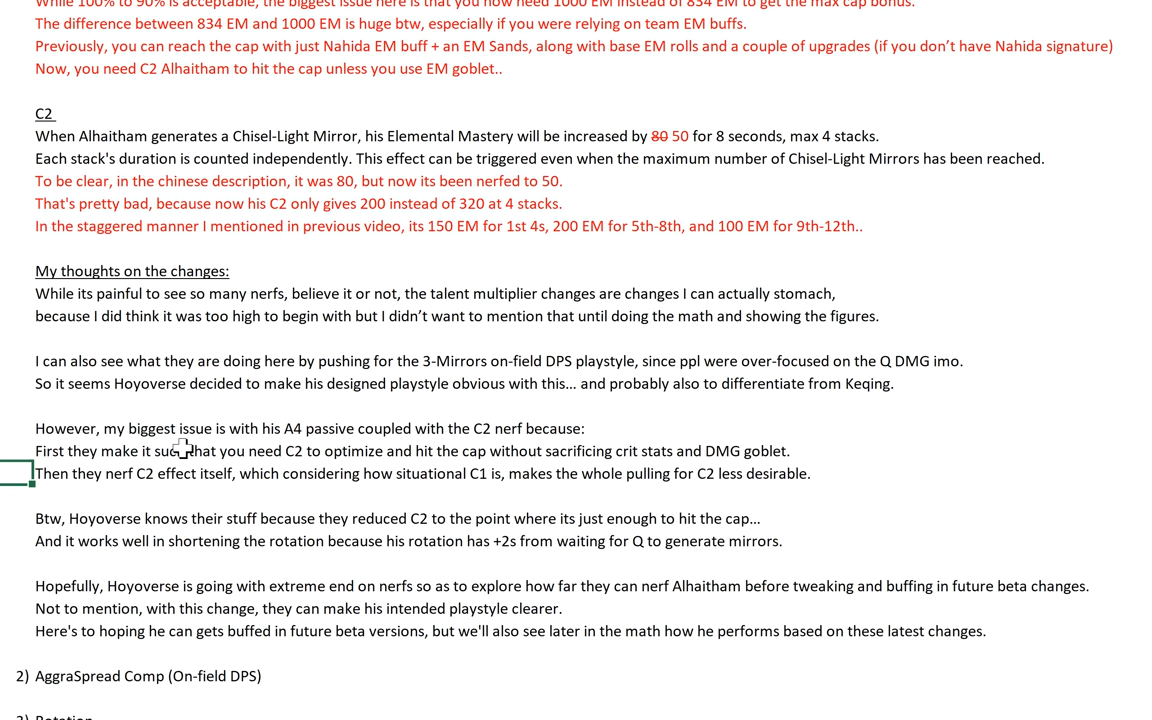 While 100% to 90% is acceptable, the biggest issue here is that you now need 1000 EM instead of 834 EM to get the max cap bonus.
The difference between 834 EM and 1000 EM is huge btw, especially if you were relying on team EM buffs.
Previously, you can reach the cap with just Nahida EM buff + an EM Sands, along with base EM rolls and a couple of upgrades (if you don't have Nahida signature)
Now, you need C2 Alhaitham to hit the cap unless you use EM goblet..
C2
When Alhaitham generates a Chisel-Light Mirror, his Elemental Mastery will be increased by 80 50 for 8 seconds, max 4 stacks.
Each stack's duration is counted independently. This effect can be triggered even when the maximum number of Chisel-Light Mirrors has been reached.
To be clear, in the chinese description, it was 80, but now its been nerfed to 50.
That's pretty bad, because now his C2 only gives 200 instead of 320 at 4 stacks.
In the staggered manner I mentioned in previous video, its 150 EM for 1st 4s, 200 EM for 5th-8th, and 100 EM for 9th-12th..
My thoughts on the changes:
While its painful to see so many nerfs, believe it or not, the talent multiplier changes are changes I can actually stomach,
because I did think it was too high to begin with but I didn't want to mention that until doing the math and showing the figures.
I can also see what they are doing here by pushing for the 3-Mirrors on-field DPS playstyle, since ppl were over-focused on the Q DMG imo.
So it seems Hoyoverse decided to make his designed playstyle obvious with this... and probably also to differentiate from Keqing.
However, my biggest issue is with his A4 passive coupled with the C2 nerf because:
First they make it such that you need C2 to optimize and hit the cap without sacrificing crit stats and DMG goblet.
Then they nerf C2 effect itself, which considering how situational C1 is, makes the whole pulling for C2 less desirable.
Btw, Hoyoverse knows their stuff because they reduced C2 to the point where its just enough to hit the cap...
And it works well in shortening the rotation because his rotation has +2s from waiting for Q to generate mirrors.
Hopefully, Hoyoverse is going with extreme end on nerfs so as to explore how far they can nerf Alhaitham before tweaking and buffing in future beta changes.
Not to mention, with this change, they can make his intended playstyle clearer.
Here's to hoping he can gets buffed in future beta versions, but we'll also see later in the math how he performs based on these latest changes.
2) AggraSpread Comp (On-field DPS)
3) Rotation